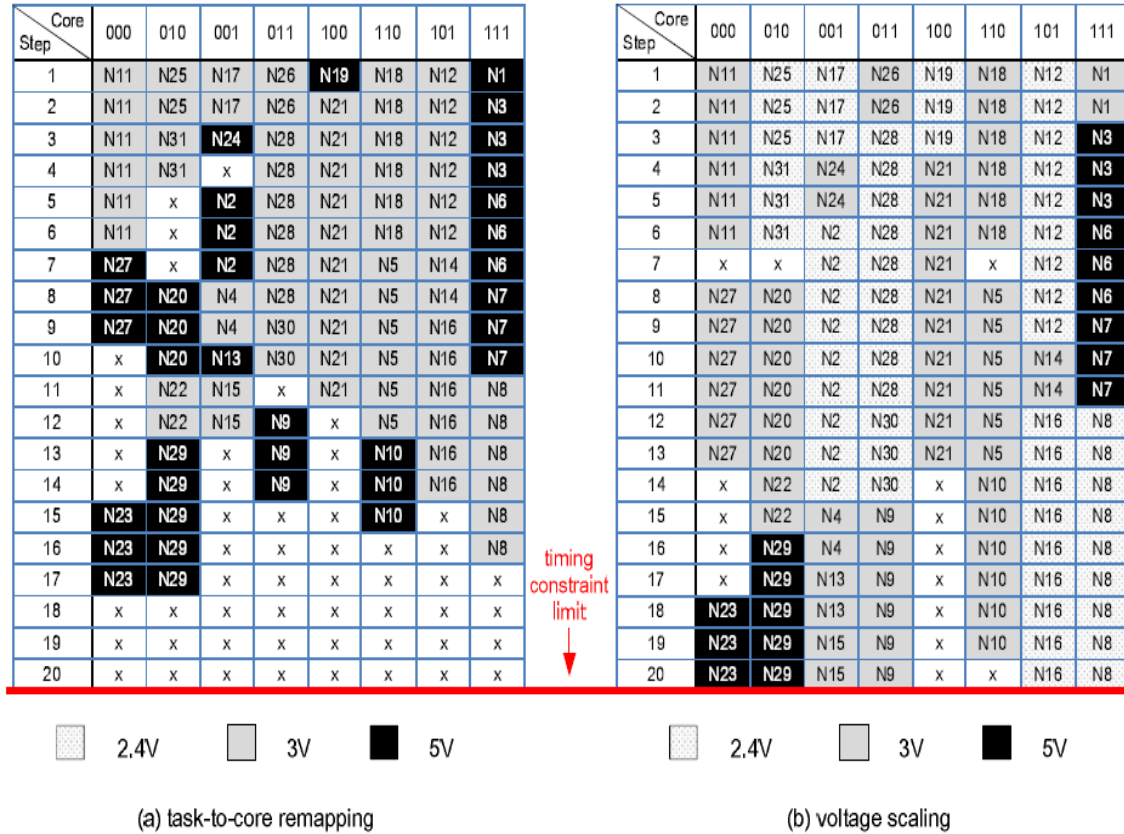 Core
Step 000 010 001 011 100 110 101 111
1 N11 N25 N17 N26 N19 N18 N12 N1
2 N11 N25 N17 N26 N21 N18 N12 N3
3 N11 N31 N24 N28 N21 N18 N12 N3
4 N11 N31 x N28 N21 N18 N12 N3
5 N11 x N2 N28 N21 N18 N12 N6
6 N11 x N2 N28 N21 N18 N12 N6
7 N27 x N2 N28 N21 N5 N14 N6
8 N27 N20 N4 N28 N21 N5 N14 N7
9 N27 N20 N4 N30 N21 N5 N16 N7
10 x N20 N13 N30 N21 N5 N16 N7
11 x N22 N15 x N21 N5 N16 N8
12 x N22 N15 N9 x N5 N16 N8
13 x N29 x N9 x N10 N16 N8
14 x N29 x N9 x N10 N16 N8
15 N23 N29 x x x N10 x N8
16 N23 N29 x x x x x N8
17 N23 N29 x x x x x x
18 x x x x x x x x
19 x x x x x x x x
20 x x x x x x x x
2.4V 3V 5V
(a) task-to-core remapping
timing
constraint
limit
Core
Step 000 010 001 011 100 110 101 111
1 N11 N25 N17 N26 N19 N18 N12 N1
2 N11 N25 N17 N26 N19 N18 N12 N1
3 N11 N25 N17 N28 N19 N18 N12 N3
4 N11 N31 N24 N28 N21 N18 N12 N3
5 N11 N31 N24 N28 N21 N18 N12 N3
6 N11 N31 N2 N28 N21 N18 N12 N6
7 x x N2 N28 N21 x N12 N6
8 N27 N20 N2 N28 N21 N5 N12 N6
9 N27 N20 N2 N28 N21 N5 N12 N7
10 N27 N20 N2 N28 N21 N5 N14 N7
11 N27 N20 N2 N28 N21 N5 N14 N7
12 N27 N20 N2 N30 N21 N5 N16 N8
13 N27 N20 N2 N30 N21 N5 N16 N8
14 x N22 N2 N30 x N10 N16 N8
15 x N22 N4 N9 x N10 N16 N8
16 x N29 N4 N9 x N10 N16 N8
17 x N29 N13 N9 x N10 N16 N8
18 N23 N29 N13 N9 x N10 N16 N8
19 N23 N29 N15 N9 x N10 N16 N8
20 N23 N29 N15 N9 x x N16 N8
2.4V 3V 5V
(b) voltage scaling